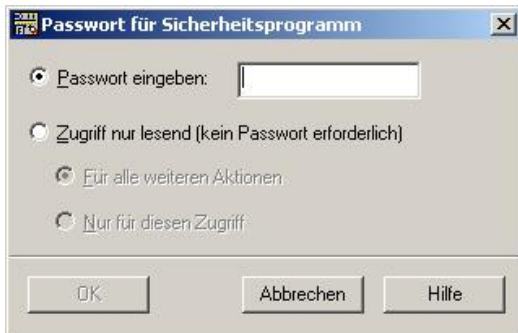 Passwort für Sicherheitsprogramm
Passwort eingeben:
Zugriff nur lesend (kein Passwort erforderlich)
Für alle weiteren Aktionen
Nur für diesen Zugriff
OK Abbrechen Hilfe